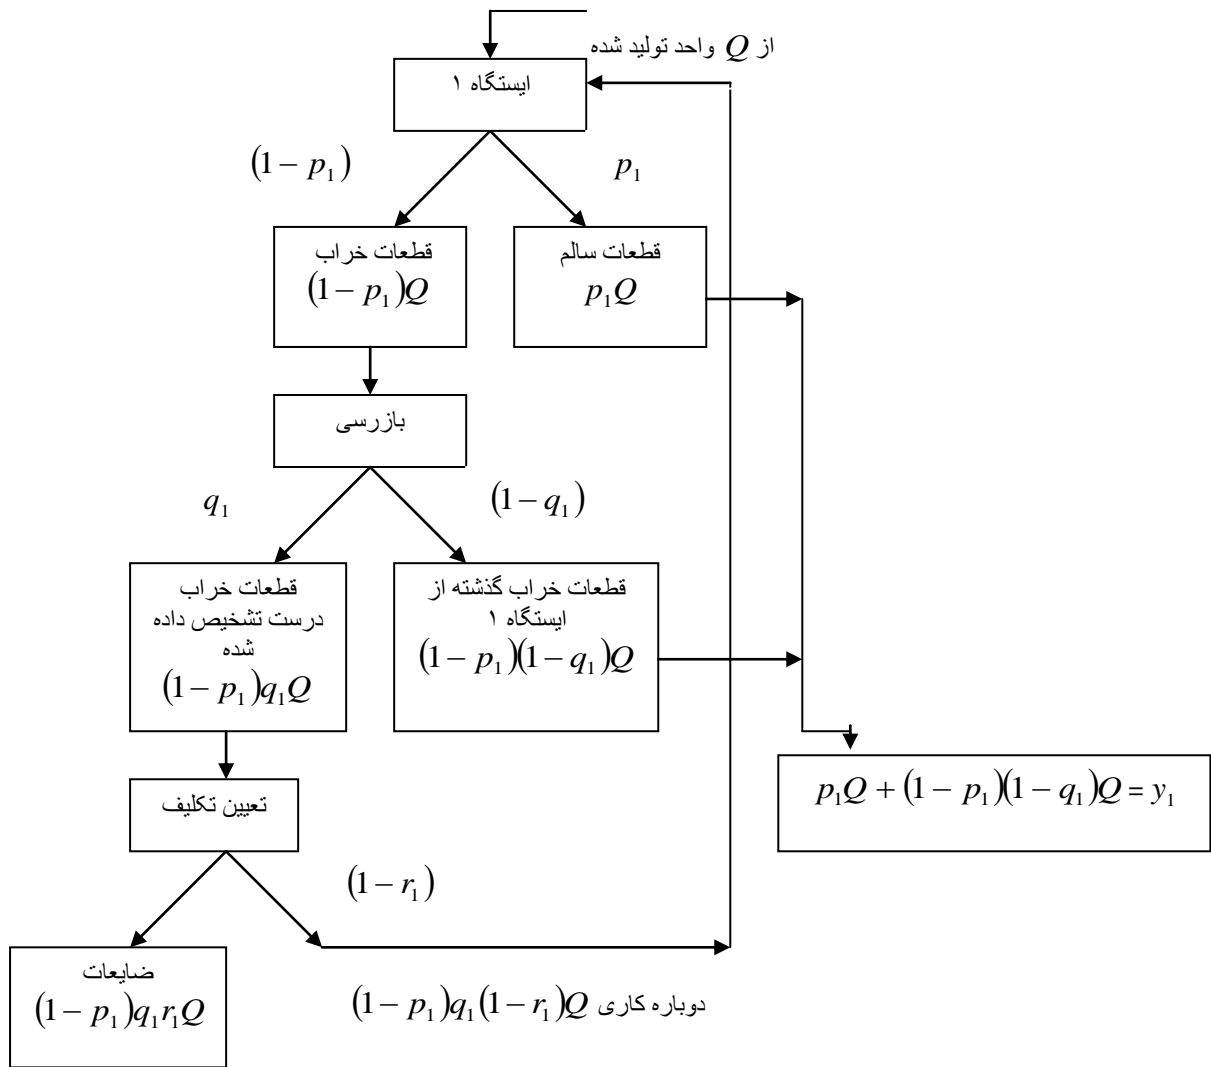 از Q واحد تولید شده
ایستگاه ۱
(1 − p₁)
p₁
قطعات خراب
(1 − p₁)Q
قطعات سالم
p₁Q
بازرسی
q₁
(1 − q₁)
قطعات خراب
درست تشخیص داده
شده
(1 − p₁)q₁Q
قطعات خراب گذشته از
ایستگاه ۱
(1 − p₁)(1 − q₁)Q
p₁Q + (1 − p₁)(1 − q₁)Q = y₁
تعیین تکلیف
(1 − r₁)
ضایعات
(1 − p₁)q₁r₁Q
دوباره کاری (1 − p₁)q₁(1 − r₁)Q